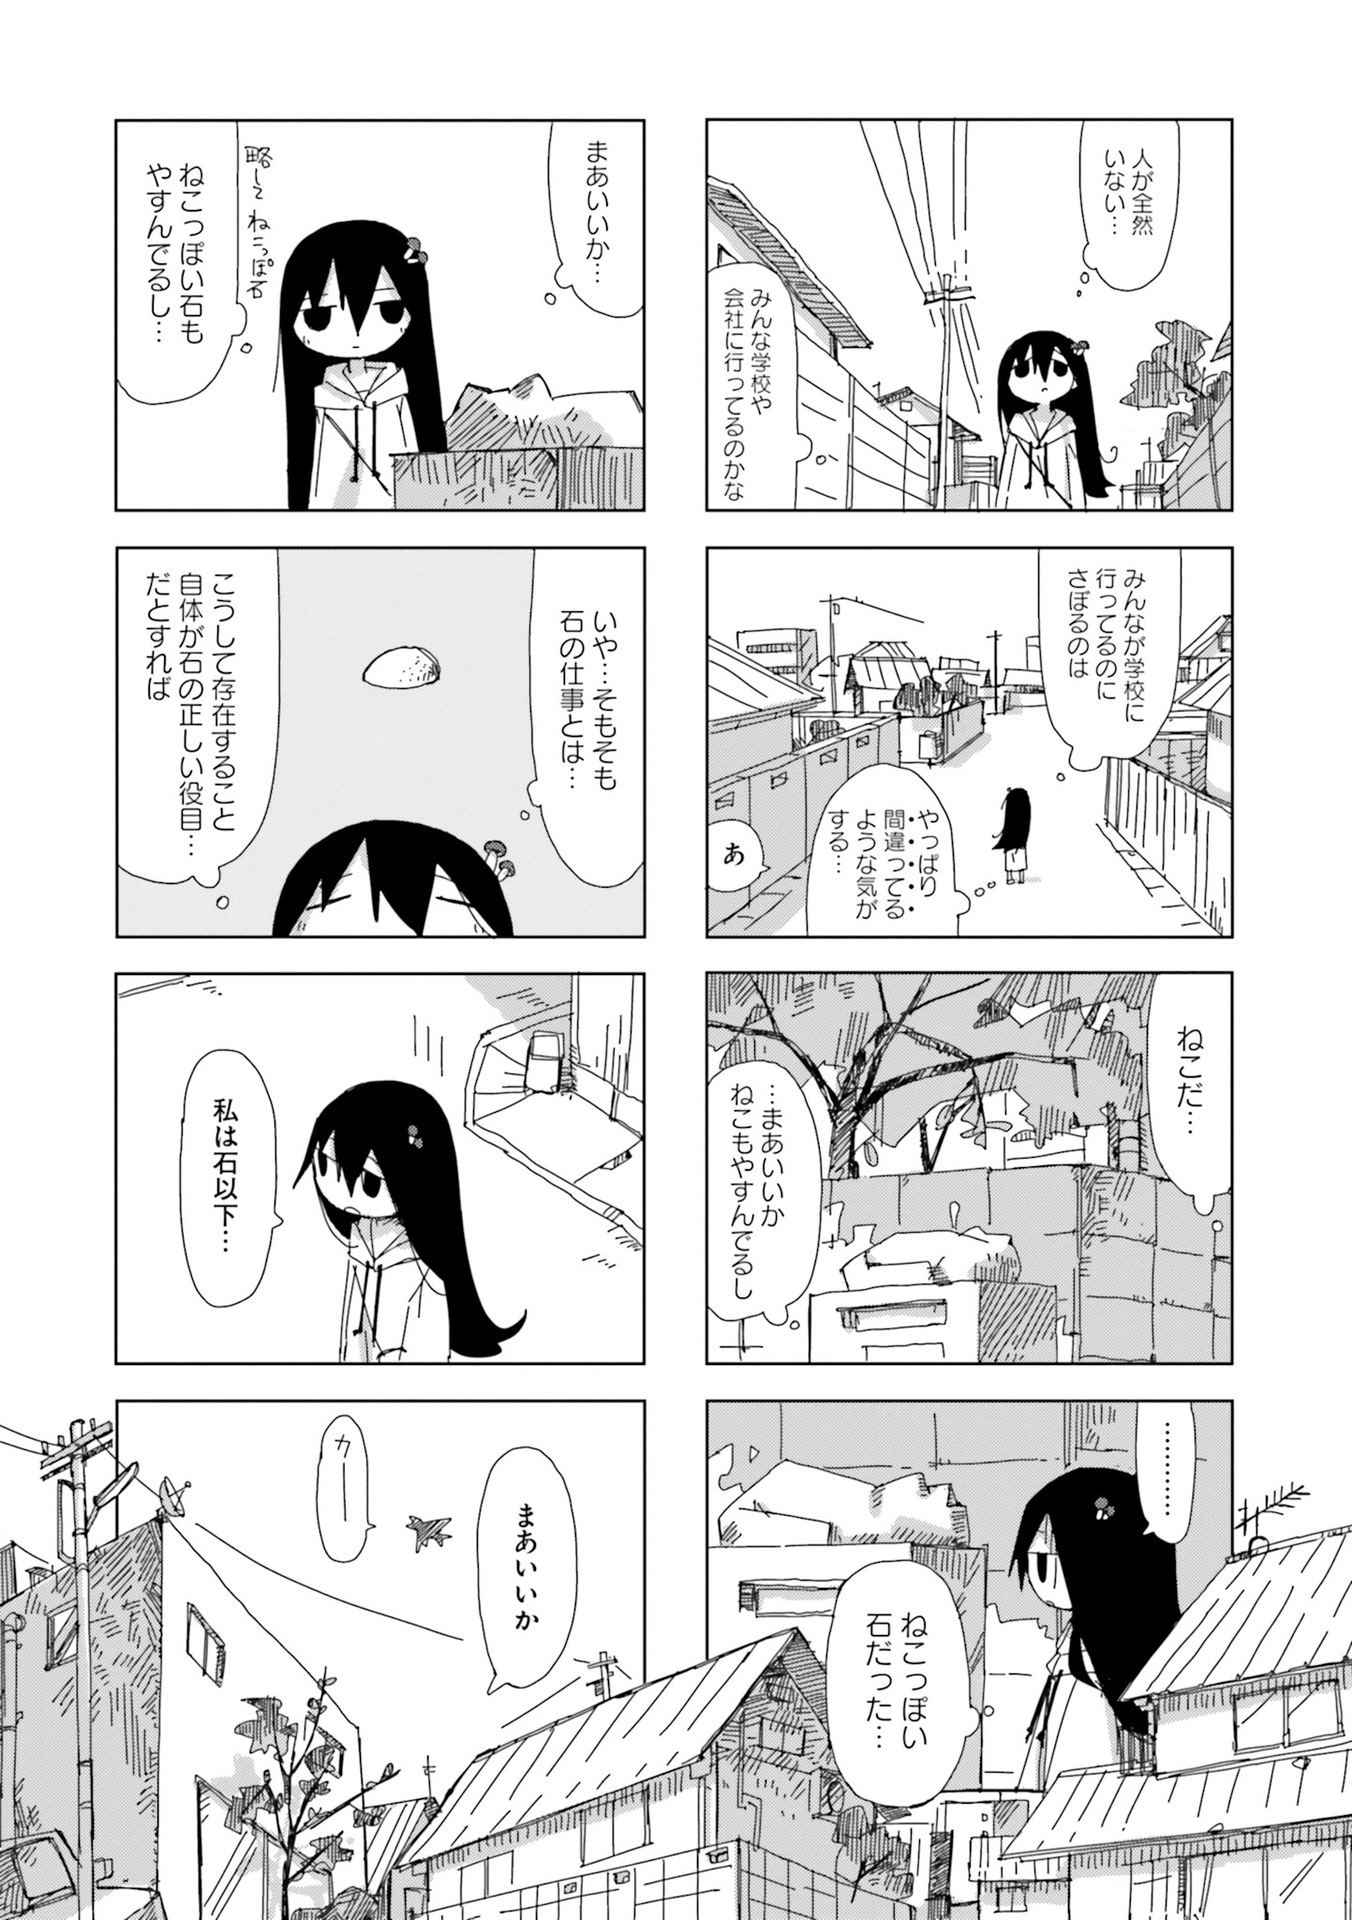 人が全然
いない…
みんな学校や
会社に行ってるのかな
みんなが学校に
行ってるのに
さぼるのは
やっぱり
間違ってる
ような気が
する…
あ
ねこだ…
…まあいいか
ねこもやすんでるし
…………
ねこっぽい
石だった…
まあいいか…
ねこっぽい石も
やすんでるし…
略して ねこっぽ石
いや…そもそも
石の仕事とは…
こうして存在すること
自体が石の正しい役目…
だとすれば
私は石以下…
まあいいか
カー